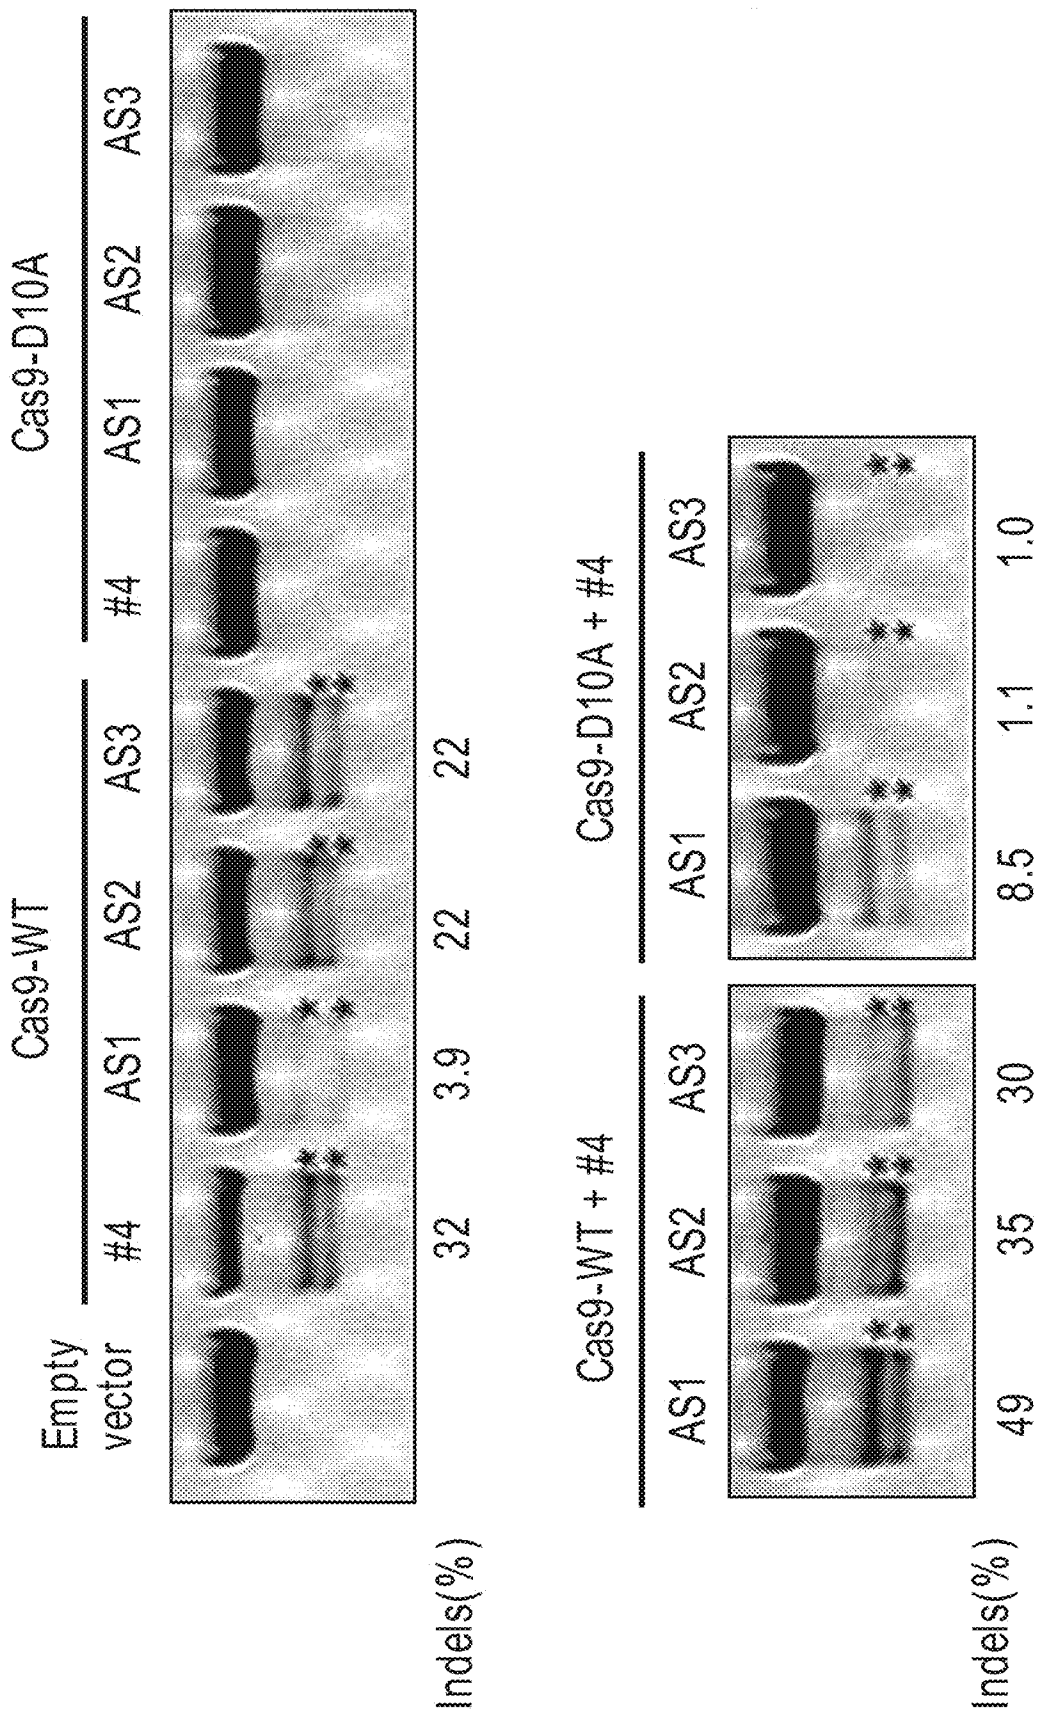 Cas9-WT Cas9-D10A
Empty vector #4 AS1 AS2 AS3 #4 AS1 AS2 AS3
* * * * * * * *
Indels(%) 32 3.9 22 22
Cas9-WT + #4 Cas9-D10A + #4
AS1 AS2 AS3 AS1 AS2 AS3
* * * * * * * * * * * *
Indels(%) 49 35 30 8.5 1.1 1.0